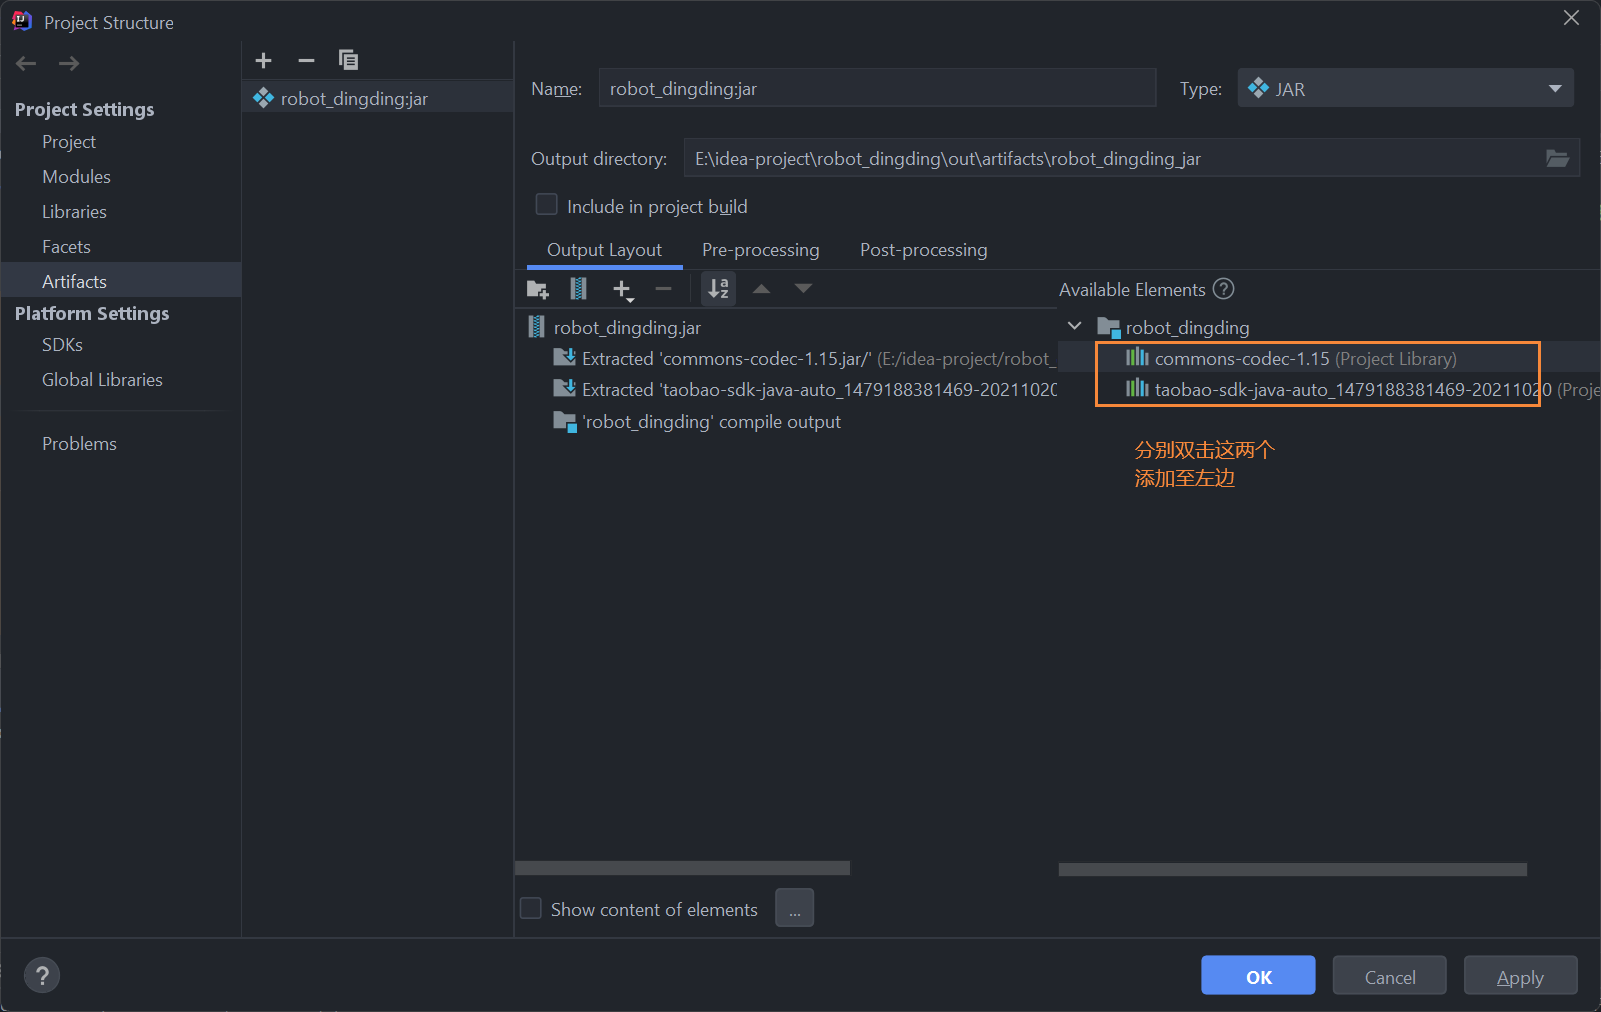 Project Structure
Project Settings
Project
Modules
Libraries
Facets
Artifacts
Platform Settings
SDKs
Global Libraries
Problems
robot_dingding:jar
Name: robot_dingding:jar Type: JAR
Output directory: E:\idea-project\robot_dingding\out\artifacts\robot_dingding_jar
Include in project build
Output Layout Pre-processing Post-processing
robot_dingding.jar
Extracted 'commons-codec-1.15.jar/' (E:/idea-project/robot_
Extracted 'taobao-sdk-java-auto_1479188381469-20211020
'robot_dingding' compile output
Available Elements ?
robot_dingding
commons-codec-1.15 (Project Library)
taobao-sdk-java-auto_1479188381469-20211020 (Proje
分别双击这两个
添加至左边
Show content of elements ...
? OK Cancel Apply